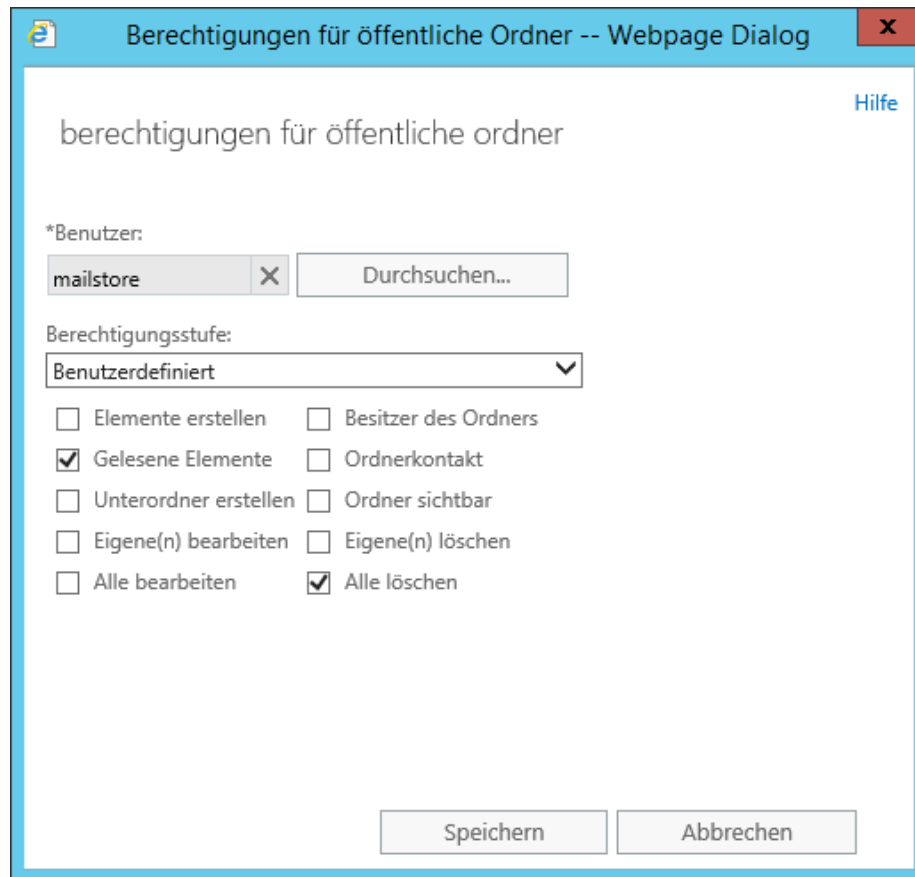 Berechtigungen für öffentliche Ordner -- Webpage Dialog
x
Hilfe
berechtigungen für öffentliche ordner
*Benutzer:
mailstore
Durchsuchen...
Berechtigungsstufe:
Benutzerdefiniert
Elemente erstellen Besitzer des Ordners
Gelesene Elemente Ordnerkontakt
Unterordner erstellen Ordner sichtbar
Eigene(n) bearbeiten Eigene(n) löschen
Alle bearbeiten Alle löschen
Speichern Abbrechen